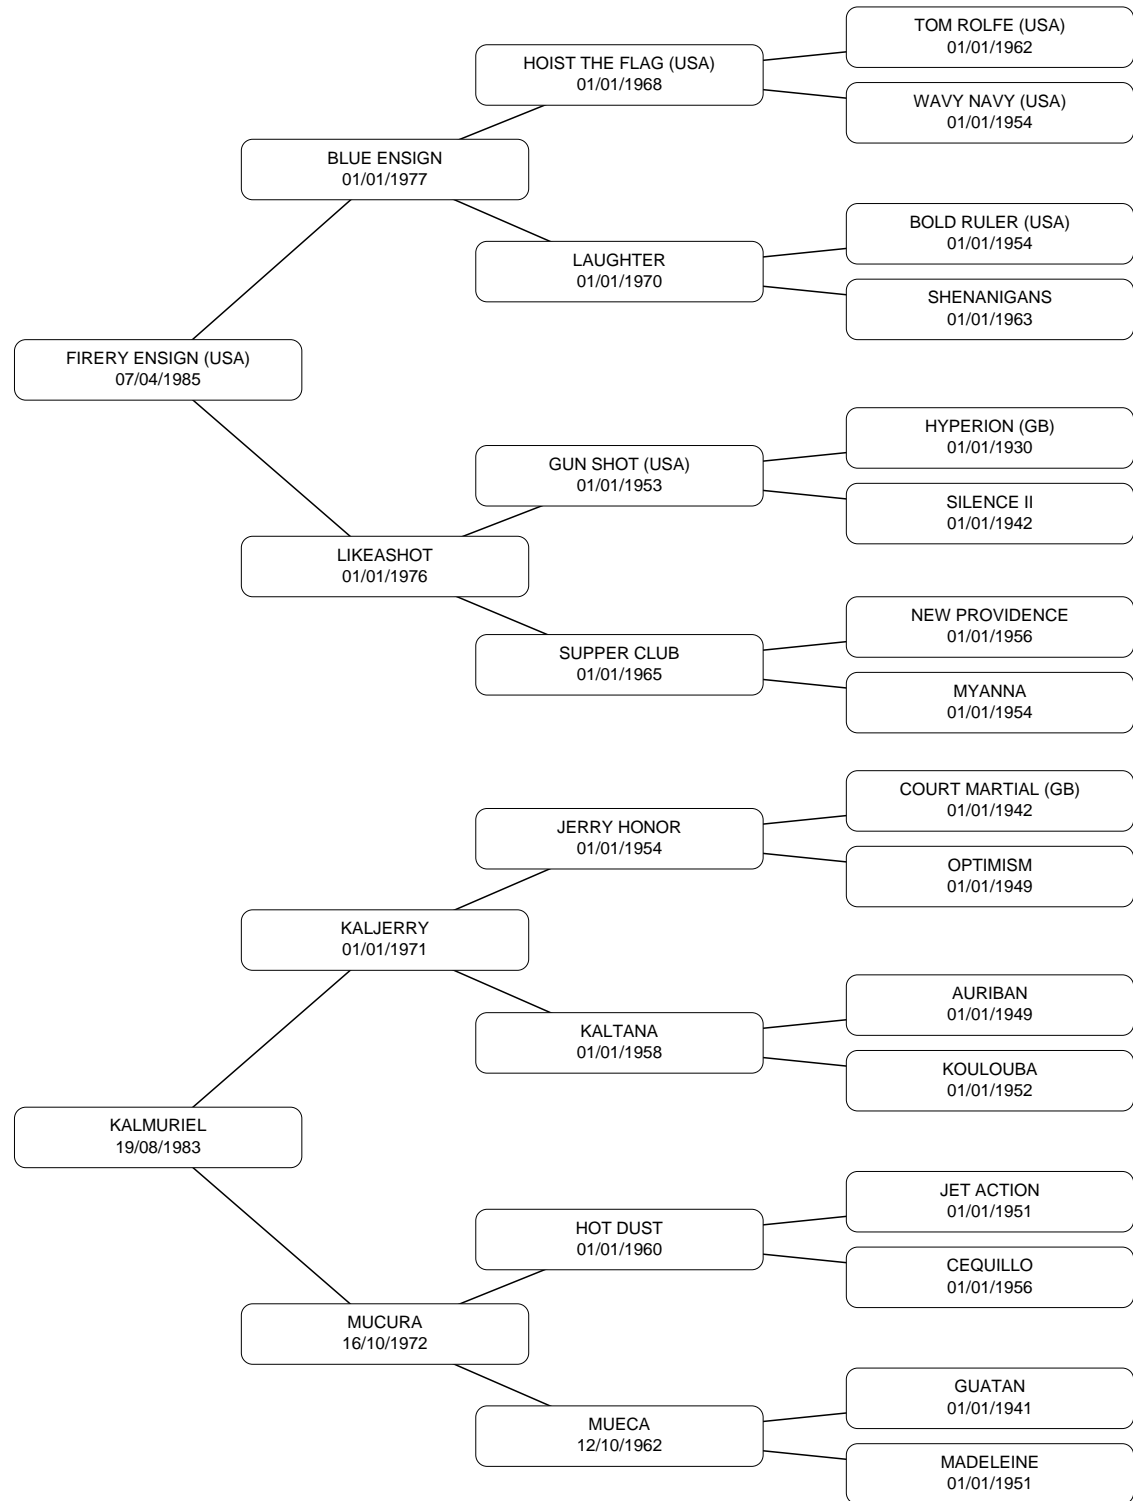 TOM ROLFE (USA)
01/01/1962
HOIST THE FLAG (USA)
01/01/1968
WAVY NAVY (USA)
01/01/1954
BLUE ENSIGN
01/01/1977
BOLD RULER (USA)
01/01/1954
LAUGHTER
01/01/1970
SHENANIGANS
01/01/1963
FIRERY ENSIGN (USA)
07/04/1985
HYPERION (GB)
01/01/1930
GUN SHOT (USA)
01/01/1953
SILENCE II
01/01/1942
LIKEASHOT
01/01/1976
NEW PROVIDENCE
01/01/1956
SUPPER CLUB
01/01/1965
MYANNA
01/01/1954
COURT MARTIAL (GB)
01/01/1942
JERRY HONOR
01/01/1954
OPTIMISM
01/01/1949
KALJERRY
01/01/1971
AURIBAN
01/01/1949
KALTANA
01/01/1958
KOULOUBA
01/01/1952
KALMURIEL
19/08/1983
JET ACTION
01/01/1951
HOT DUST
01/01/1960
CEQUILLO
01/01/1956
MUCURA
16/10/1972
GUATAN
01/01/1941
MUECA
12/10/1962
MADELEINE
01/01/1951